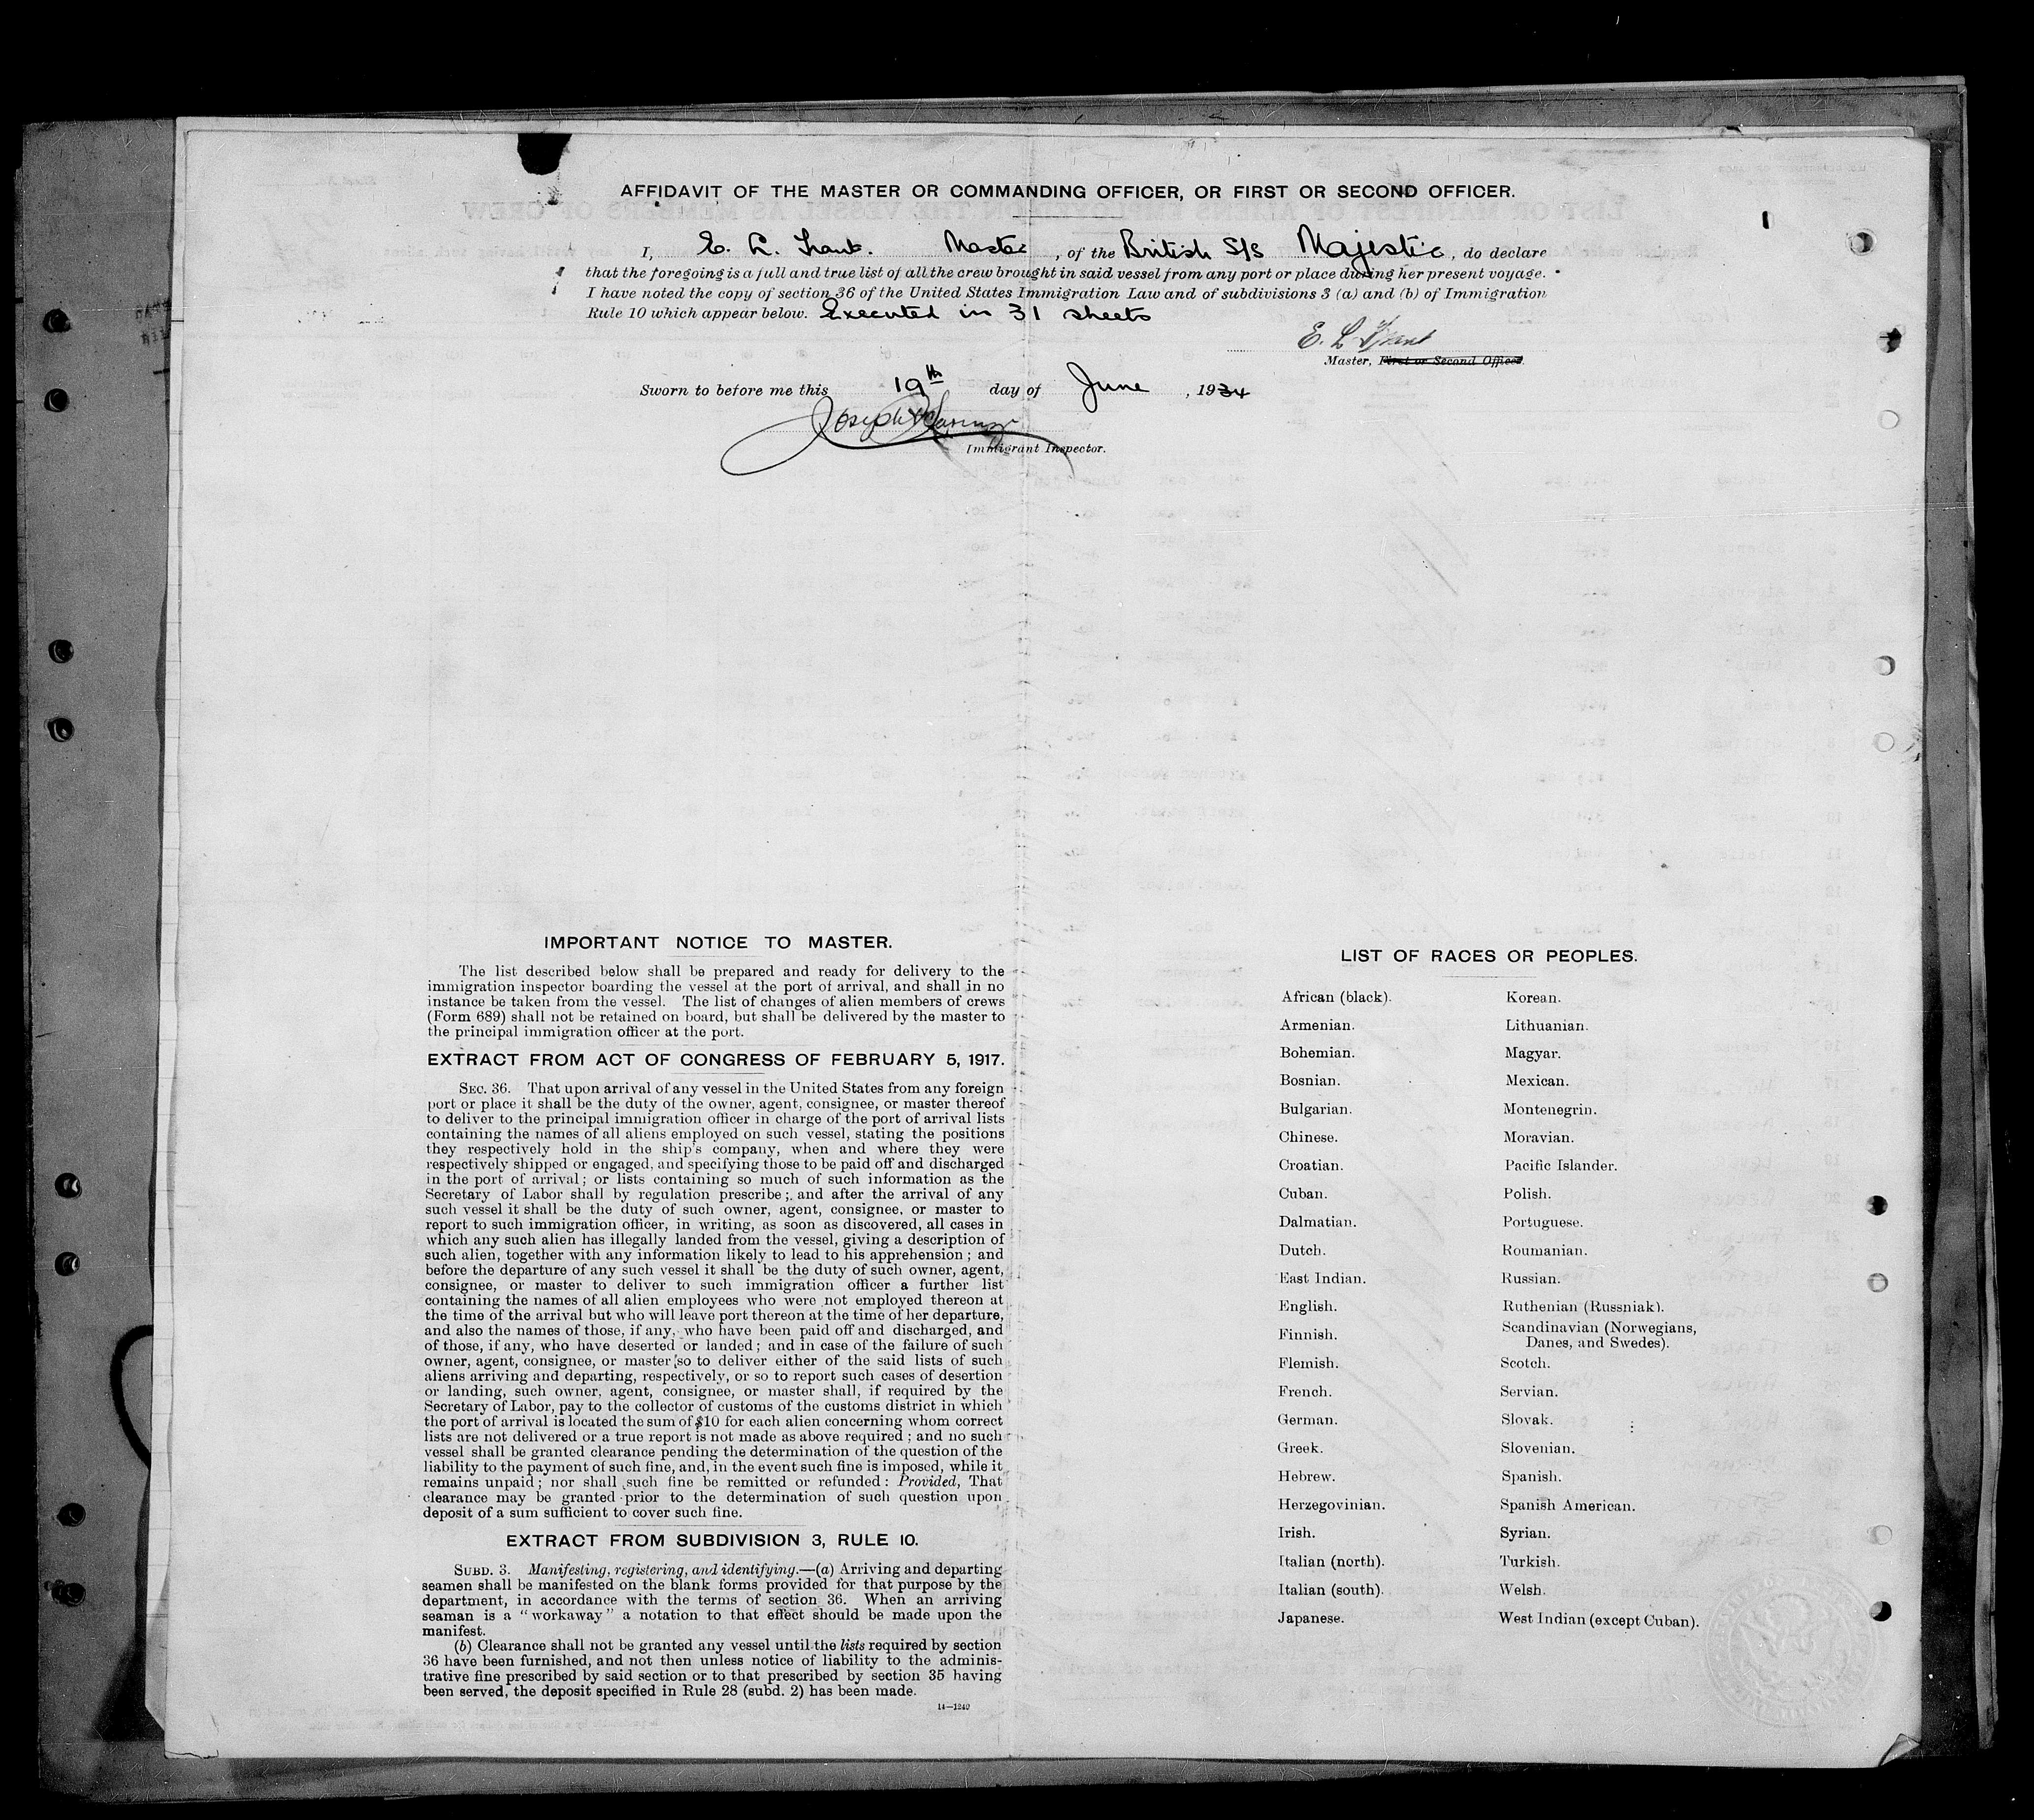 AFFIDAVIT OF THE MASTER OR COMMANDING OFFICER, OR FIRST OR SECOND OFFICER.
I, E. L. Trant. Master, of the British S/S Majestic, do declare
that the foregoing is a full and true list of all the crew brought in said vessel from any port or place during her present voyage.
I have noted the copy of section 36 of the United States Immigration Law and of subdivisions 3 (a) and (b) of Immigration
Rule 10 which appear below. Executed in 31 sheets
E. L Trant
Master, First or Second Officer.
Sworn to before me this 19th day of June, 1934
Joseph
Immigrant Inspector.
IMPORTANT NOTICE TO MASTER.
The list described below shall be prepared and ready for delivery to the
immigration inspector boarding the vessel at the port of arrival, and shall in no
instance be taken from the vessel. The list of changes of alien members of crews
(Form 689) shall not be retained on board, but shall be delivered by the master to
the principal immigration officer at the port.
EXTRACT FROM ACT OF CONGRESS OF FEBRUARY 5, 1917.
SEC. 36. That upon arrival of any vessel in the United States from any foreign
port or place it shall be the duty of the owner, agent, consignee, or master thereof
to deliver to the principal immigration officer in charge of the port of arrival lists
containing the names of all aliens employed on such vessel, stating the positions
they respectively hold in the ship's company, when and where they were
respectively shipped or engaged, and specifying those to be paid off and discharged
in the port of arrival; or lists containing so much of such information as the
Secretary of Labor shall by regulation prescribe; and after the arrival of any
such vessel it shall be the duty of such owner, agent, consignee, or master to
report to such immigration officer, in writing, as soon as discovered, all cases in
which any such alien has illegally landed from the vessel, giving a description of
such alien, together with any information likely to lead to his apprehension; and
before the departure of any such vessel it shall be the duty of such owner, agent,
consignee, or master to deliver to such immigration officer a further list
containing the names of all alien employees who were not employed thereon at
the time of the arrival but who will leave port thereon at the time of her departure,
and also the names of those, if any, who have been paid off and discharged, and
of those, if any, who have deserted or landed; and in case of the failure of such
owner, agent, consignee, or master so to deliver either of the said lists of such
aliens arriving and departing, respectively, or so to report such cases of desertion
or landing, such owner, agent, consignee, or master shall, if required by the
Secretary of Labor, pay to the collector of customs of the customs district in which
the port of arrival is located the sum of $10 for each alien concerning whom correct
lists are not delivered or a true report is not made as above required; and no such
vessel shall be granted clearance pending the determination of the question of the
liability to the payment of such fine, and, in the event such fine is imposed, while it
remains unpaid; nor shall such fine be remitted or refunded: Provided, That
clearance may be granted prior to the determination of such question upon
deposit of a sum sufficient to cover such fine.
EXTRACT FROM SUBDIVISION 3, RULE 10.
SUBD. 3. Manifesting, registering, and identifying.—(a) Arriving and departing
seamen shall be manifested on the blank forms provided for that purpose by the
department, in accordance with the terms of section 36. When an arriving
seaman is a "workaway" a notation to that effect should be made upon the
manifest.
(b) Clearance shall not be granted any vessel until the lists required by section
36 have been furnished, and not then unless notice of liability to the adminis-
trative fine prescribed by said section or to that prescribed by section 35 having
been served, the deposit specified in Rule 28 (subd. 2) has been made.
14—1240
LIST OF RACES OR PEOPLES.
African (black).
Armenian.
Bohemian.
Bosnian.
Bulgarian.
Chinese.
Croatian.
Cuban.
Dalmatian.
Dutch.
East Indian.
English.
Finnish.
Flemish.
French.
German.
Greek.
Hebrew.
Herzegovinian.
Irish.
Italian (north).
Italian (south).
Japanese.
Korean.
Lithuanian.
Magyar.
Mexican.
Montenegrin.
Moravian.
Pacific Islander.
Polish.
Portuguese.
Roumanian.
Russian.
Ruthenian (Russniak).
Scandinavian (Norwegians,
Danes, and Swedes).
Scotch.
Servian.
Slovak.
Slovenian.
Spanish.
Spanish American.
Syrian.
Turkish.
Welsh.
West Indian (except Cuban).